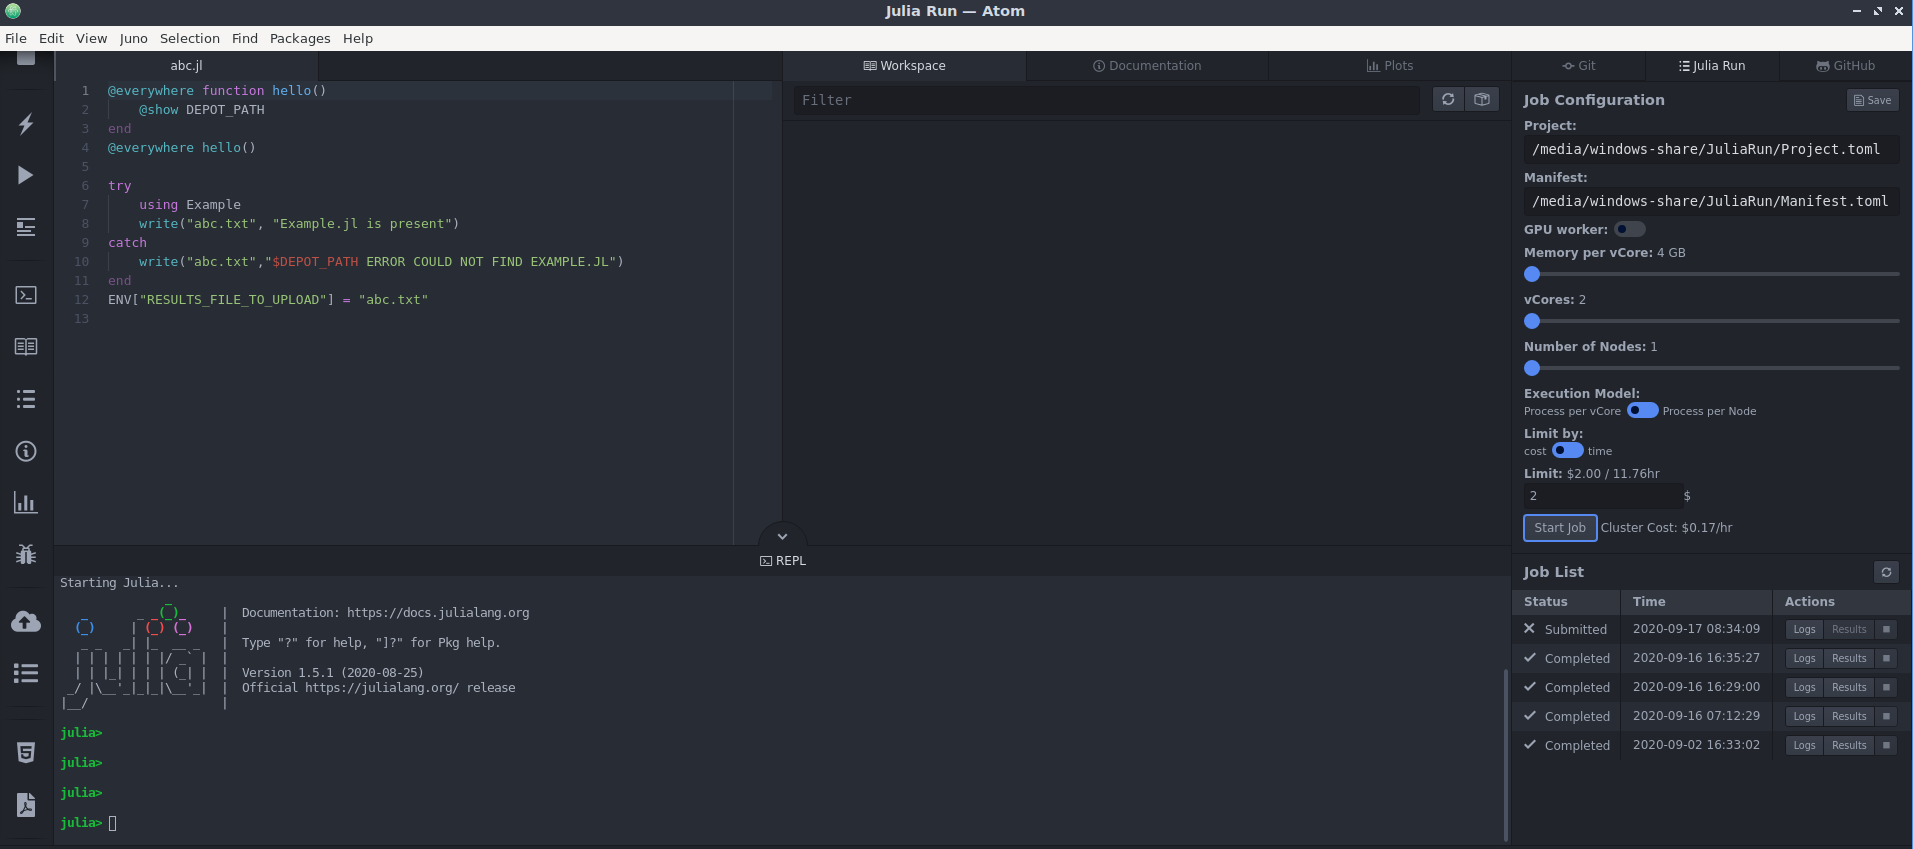 Julia Run — Atom
File Edit View Juno Selection Find Packages Help
abc.jl
1 @everywhere function hello()
2     @show DEPOT_PATH
3 end
4 @everywhere hello()
5
6 try
7     using Example
8     write("abc.txt", "Example.jl is present")
9 catch
10     write("abc.txt","$DEPOT_PATH ERROR COULD NOT FIND EXAMPLE.JL")
11 end
12 ENV["RESULTS_FILE_TO_UPLOAD"] = "abc.txt"
13
Workspace Documentation Plots
Filter
REPL
Starting Julia...
               _
   _       _ _(_)_     |  Documentation: https://docs.julialang.org
  (_)     | (_) (_)    |
   _ _   _| |_  __ _   |  Type "?" for help, "]?" for Pkg help.
  | | | | | | |/ _` |  |
  | | |_| | | | (_| |  |  Version 1.5.1 (2020-08-25)
 _/ |\__'_|_|_|\__'_|  |  Official https://julialang.org/ release
|__/                   |
julia>
julia>
julia>
julia>
Git Julia Run GitHub
Job Configuration Save
Project:
/media/windows-share/JuliaRun/Project.toml
Manifest:
/media/windows-share/JuliaRun/Manifest.toml
GPU worker:
Memory per vCore: 4 GB
vCores: 2
Number of Nodes: 1
Execution Model:
Process per vCore Process per Node
Limit by:
cost time
Limit: $2.00 / 11.76hr
2 $
Start Job Cluster Cost: $0.17/hr
Job List
Status Time Actions
Submitted 2020-09-17 08:34:09 Logs Results
Completed 2020-09-16 16:35:27 Logs Results
Completed 2020-09-16 16:29:00 Logs Results
Completed 2020-09-16 07:12:29 Logs Results
Completed 2020-09-02 16:33:02 Logs Results